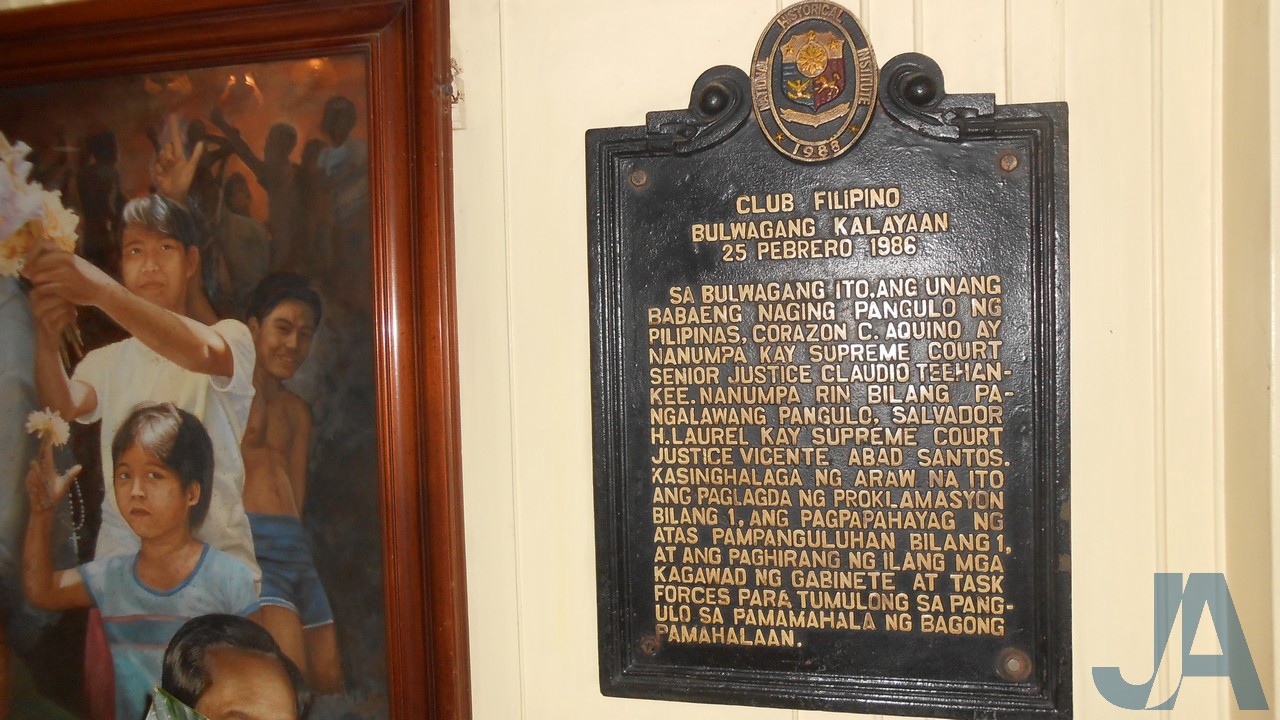 NATIONAL HISTORICAL INSTITUTE
1988
CLUB FILIPINO
BULWAGANG KALAYAAN
25 PEBRERO 1986
SA BULWAGANG ITO, ANG UNANG
BABAENG NAGING PANGULO NG
PILIPINAS, CORAZON C. AQUINO AY
NANUMPA KAY SUPREME COURT
SENIOR JUSTICE CLAUDIO TEEHAN-
KEE. NANUMPA RIN BILANG PA-
NGALAWANG PANGULO, SALVADOR
H. LAUREL KAY SUPREME COURT
JUSTICE VICENTE ABAD SANTOS.
KASINGHALAGA NG ARAW NA ITO
ANG PAGLAGDA NG PROKLAMASYON
BILANG 1, ANG PAGPAPAHAYAG NG
ATAS PAMPANGULUHAN BILANG 1,
AT ANG PAGHIRANG NG ILANG MGA
KAGAWAD NG GABINETE AT TASK
FORCES PARA TUMULONG SA PANG-
ULO SA PAMAMAHALA NG BAGONG
PAMAHALAAN.
JA